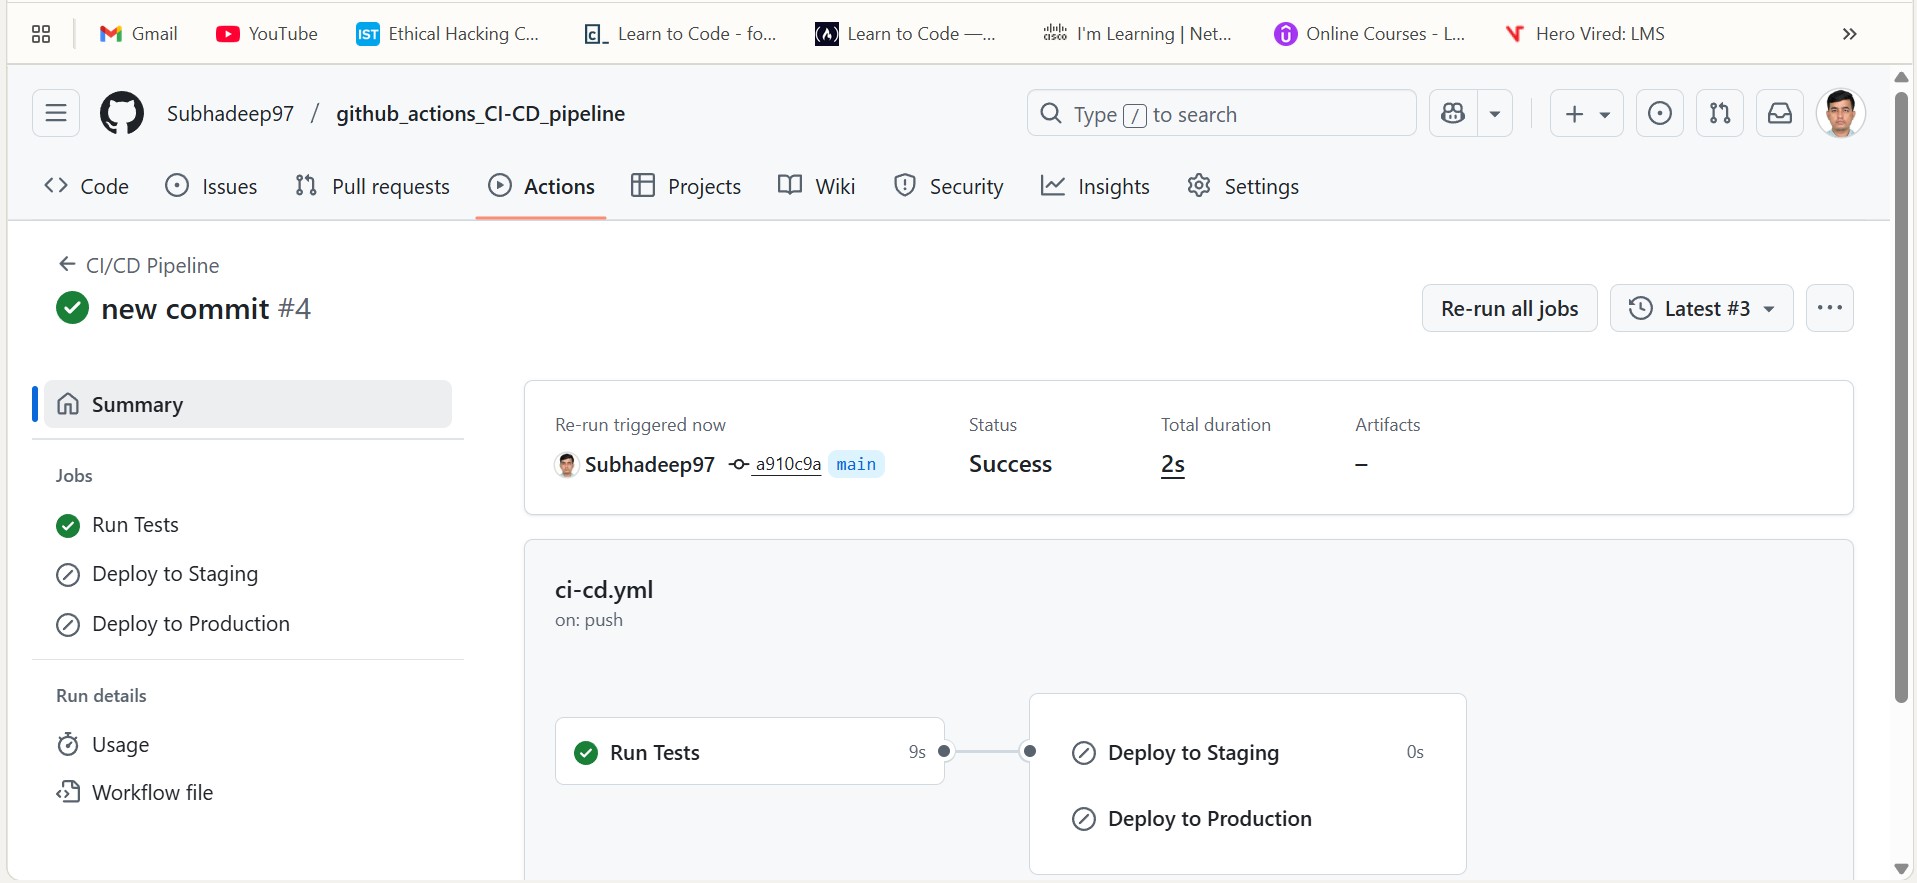 Gmail YouTube IST Ethical Hacking C... Learn to Code - fo... Learn to Code —... I'm Learning | Net... Online Courses - L... Hero Vired: LMS
Subhadeep97 / github_actions_CI-CD_pipeline Type / to search
Code Issues Pull requests Actions Projects Wiki Security Insights Settings
CI/CD Pipeline
new commit #4 Re-run all jobs Latest #3
Summary
Jobs
Run Tests
Deploy to Staging
Deploy to Production
Run details
Usage
Workflow file
Re-run triggered now Status Total duration Artifacts
Subhadeep97 a910c9a main Success 2s –
ci-cd.yml
on: push
Run Tests 9s Deploy to Staging 0s
Deploy to Production